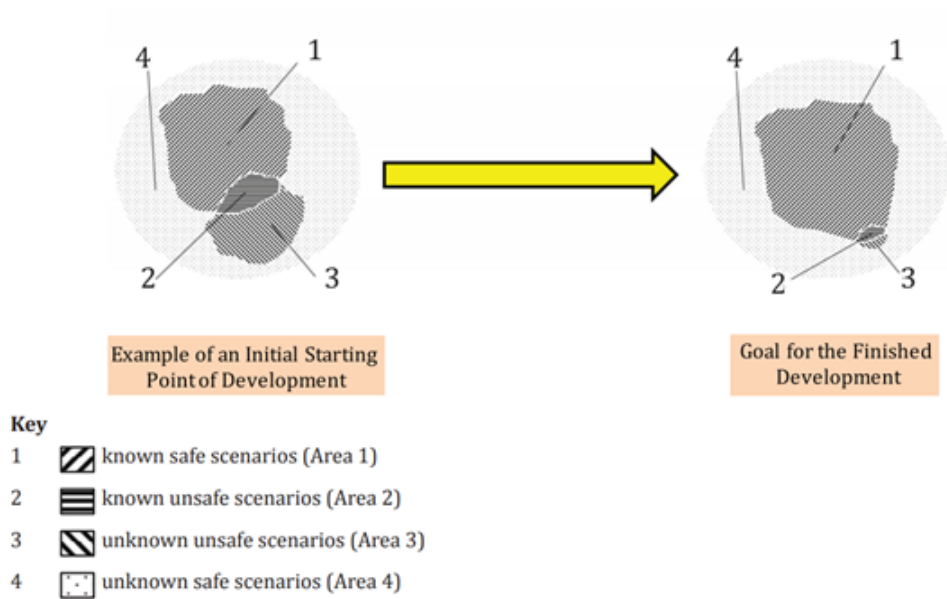 4
1
2
3
4
1
2
3
Example of an Initial Starting
Point of Development
Goal for the Finished
Development
Key
1 known safe scenarios (Area 1)
2 known unsafe scenarios (Area 2)
3 unknown unsafe scenarios (Area 3)
4 unknown safe scenarios (Area 4)